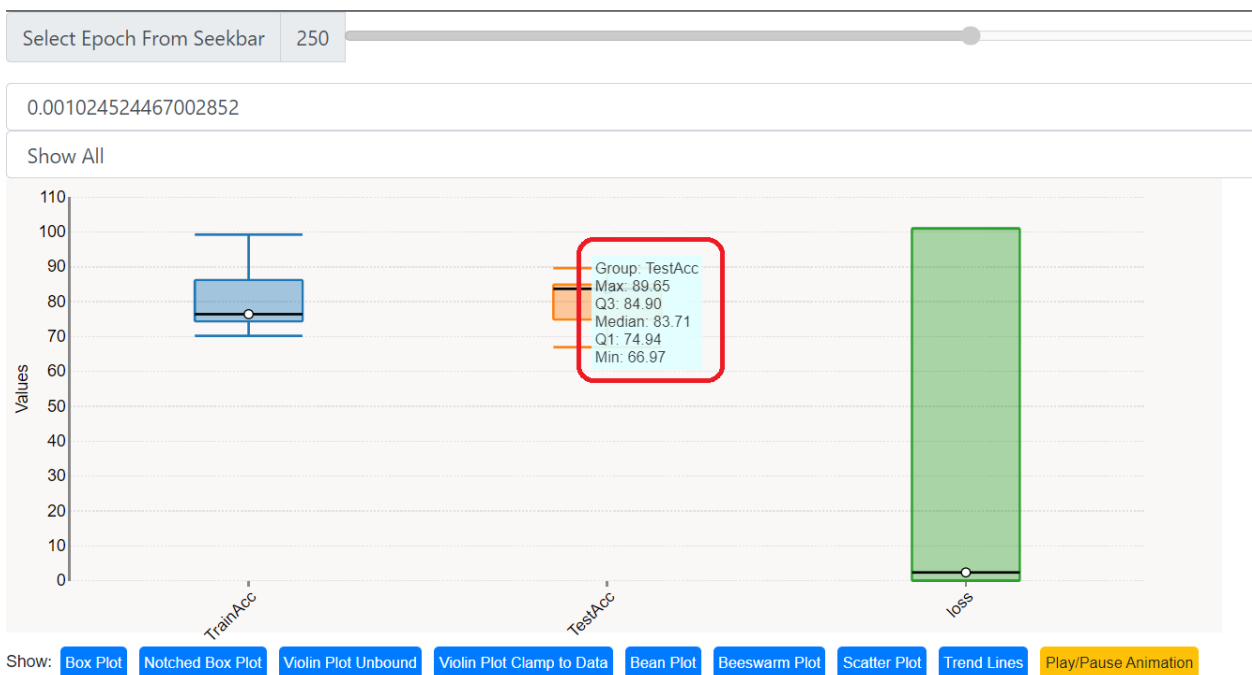 Select Epoch From Seekbar 250
0.001024524467002852
Show All
110
100
90
80
70
60
50
40
30
20
10
0
Values
Group: TestAcc
Max: 89.65
Q3: 84.90
Median: 83.71
Q1: 74.94
Min: 66.97
TrainAcc TestAcc loss
Show: Box Plot Notched Box Plot Violin Plot Unbound Violin Plot Clamp to Data Bean Plot Beeswarm Plot Scatter Plot Trend Lines Play/Pause Animation